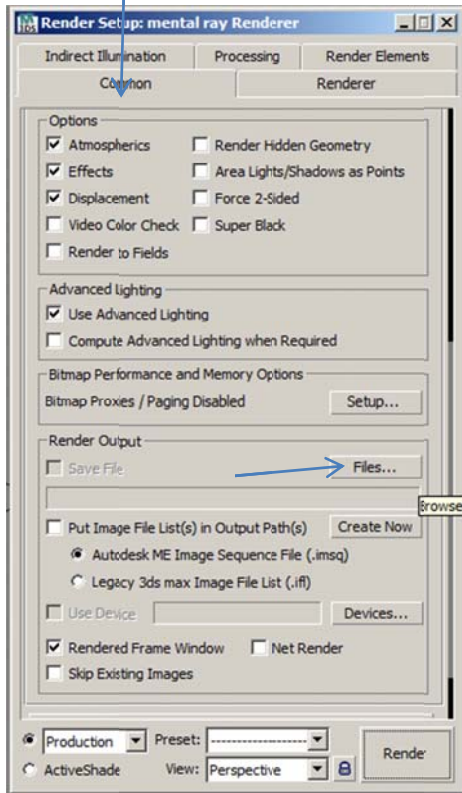 Render Setup: mental ray Renderer
Indirect Illumination Processing Render Elements
Common Renderer
Options
Atmospherics Render Hidden Geometry
Effects Area Lights/Shadows as Points
Displacement Force 2-Sided
Video Color Check Super Black
Render to Fields
Advanced Lighting
Use Advanced Lighting
Compute Advanced Lighting when Required
Bitmap Performance and Memory Options
Bitmap Proxies / Paging Disabled Setup...
Render Output
Save File Files...
Browse
Put Image File List(s) in Output Path(s) Create Now
Autodesk ME Image Sequence File (.imsq)
Legacy 3ds max Image File List (.ifl)
Use Device Devices...
Rendered Frame Window Net Render
Skip Existing Images
Production Preset: --------------------
ActiveShade View: Perspective Render